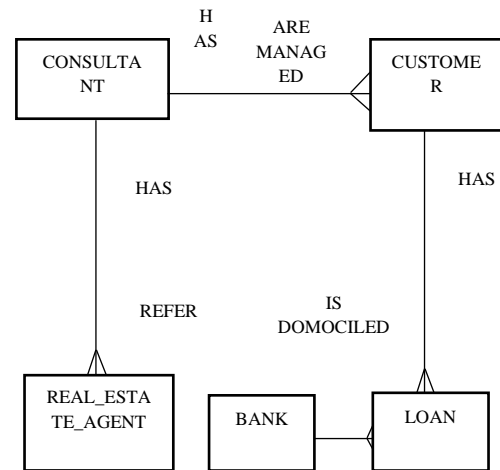 H
AS
ARE
MANAG
ED
CONSULTA
NT
CUSTOME
R
HAS
HAS
REFER
IS
DOMOCILED
REAL_ESTA
TE_AGENT
BANK
LOAN